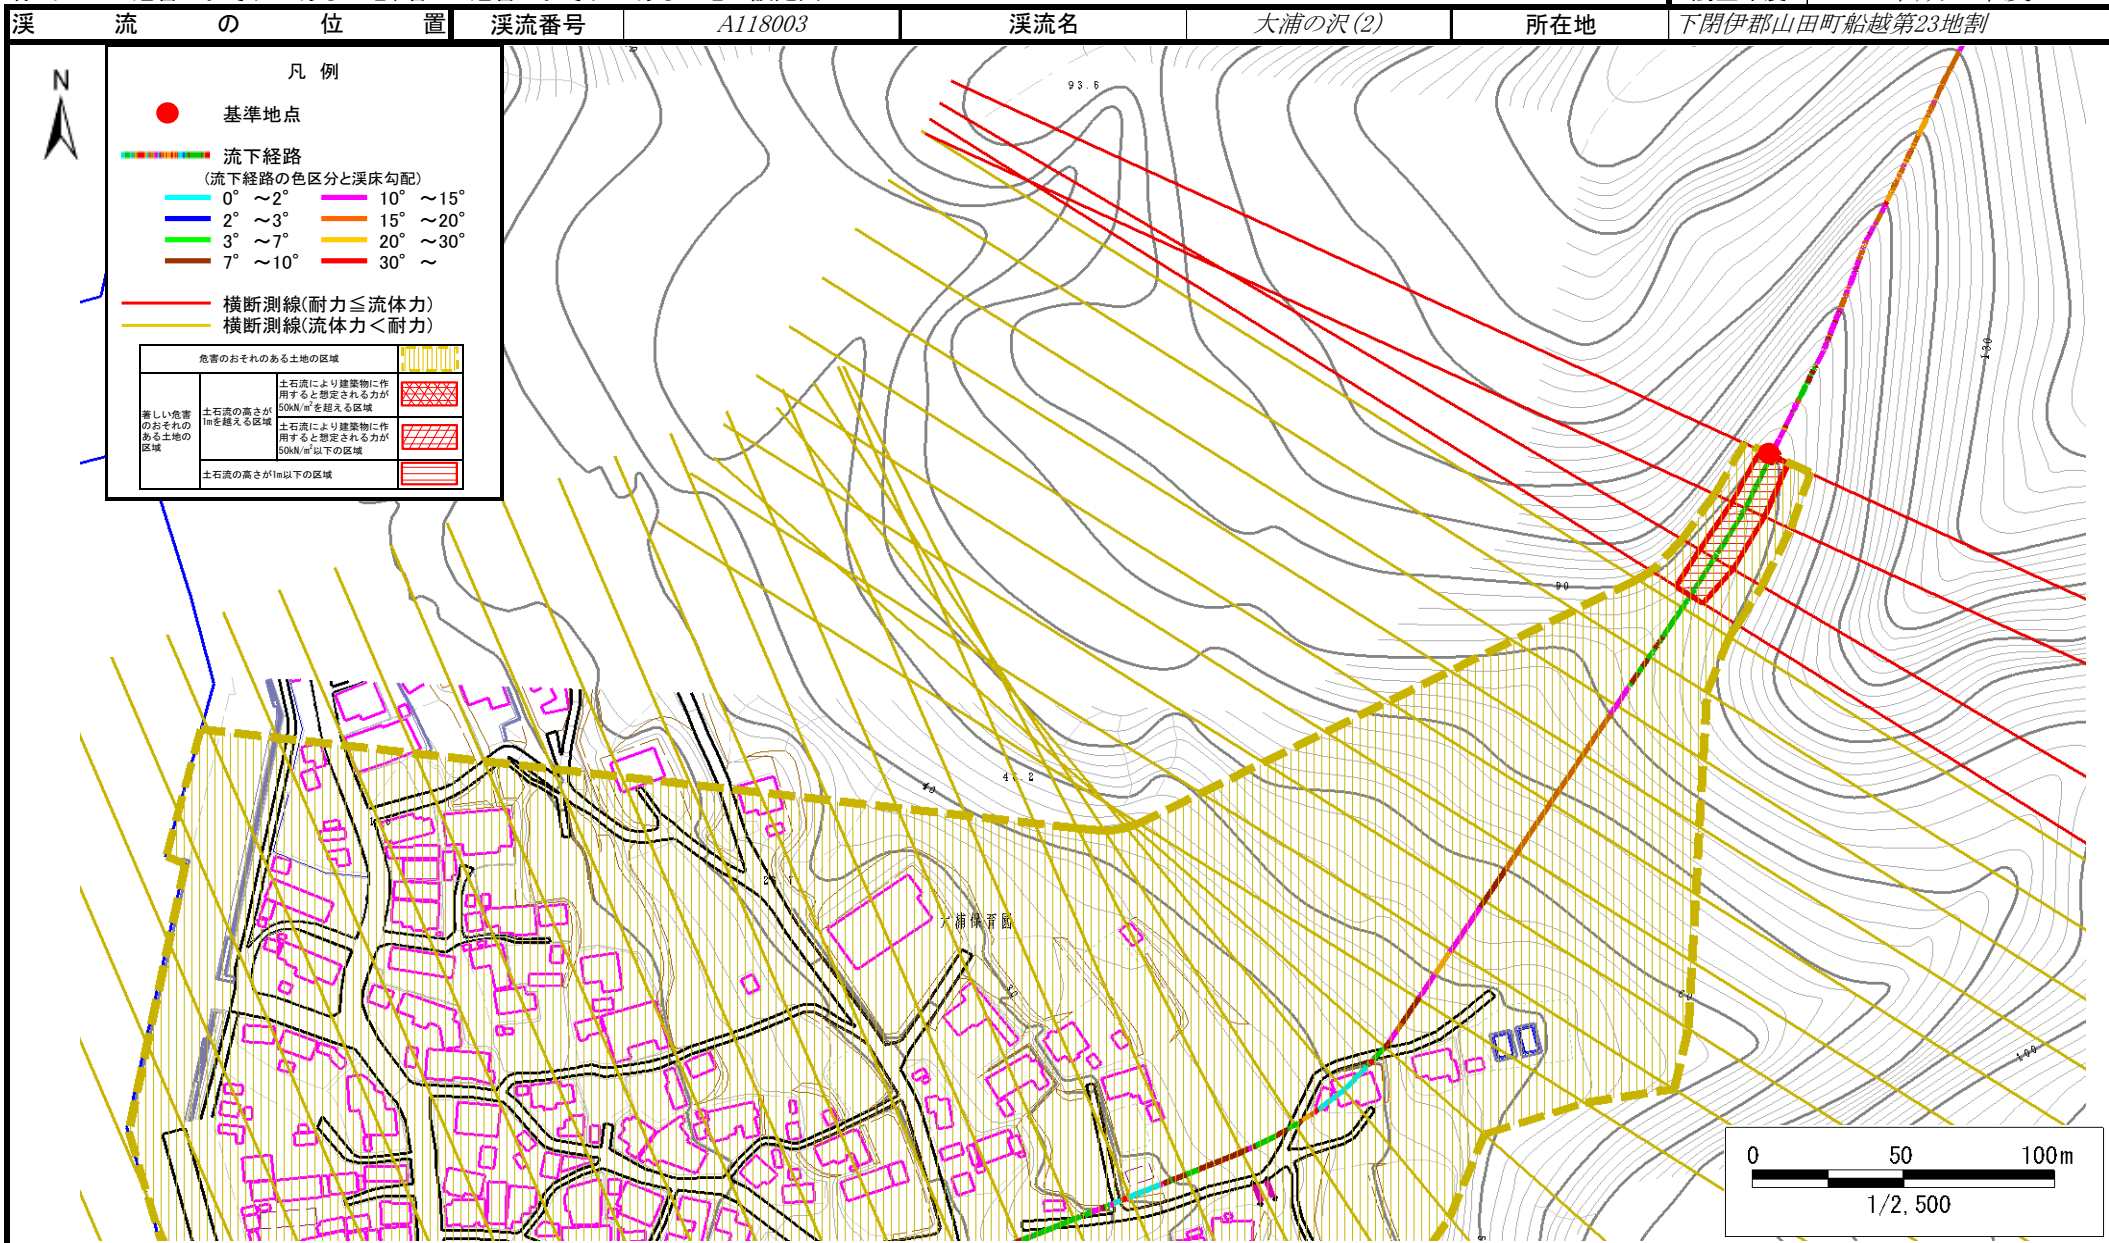 渓流の位置 渓流番号 A118003 渓流名 大浦の沢(2) 所在地 下閉伊郡山田町船越第23地割
N
凡 例
基準地点
流下経路
(流下経路の色区分と渓床勾配)
0° ～2° 10° ～15°
2° ～3° 15° ～20°
3° ～7° 20° ～30°
7° ～10° 30° ～
横断測線(耐力≦流体力)
横断測線(流体力＜耐力)
危害のおそれのある土地の区域
著しい危害
のおそれの
ある土地の
区域
土石流の高さが
1mを越える区域
土石流により建築物に作
用すると想定される力が
50kN/m²を超える区域
土石流により建築物に作
用すると想定される力が
50kN/m²以下の区域
土石流の高さが1m以下の区域
93.6
130
90
大浦保育園
60
100
0 50 100m
1/2,500